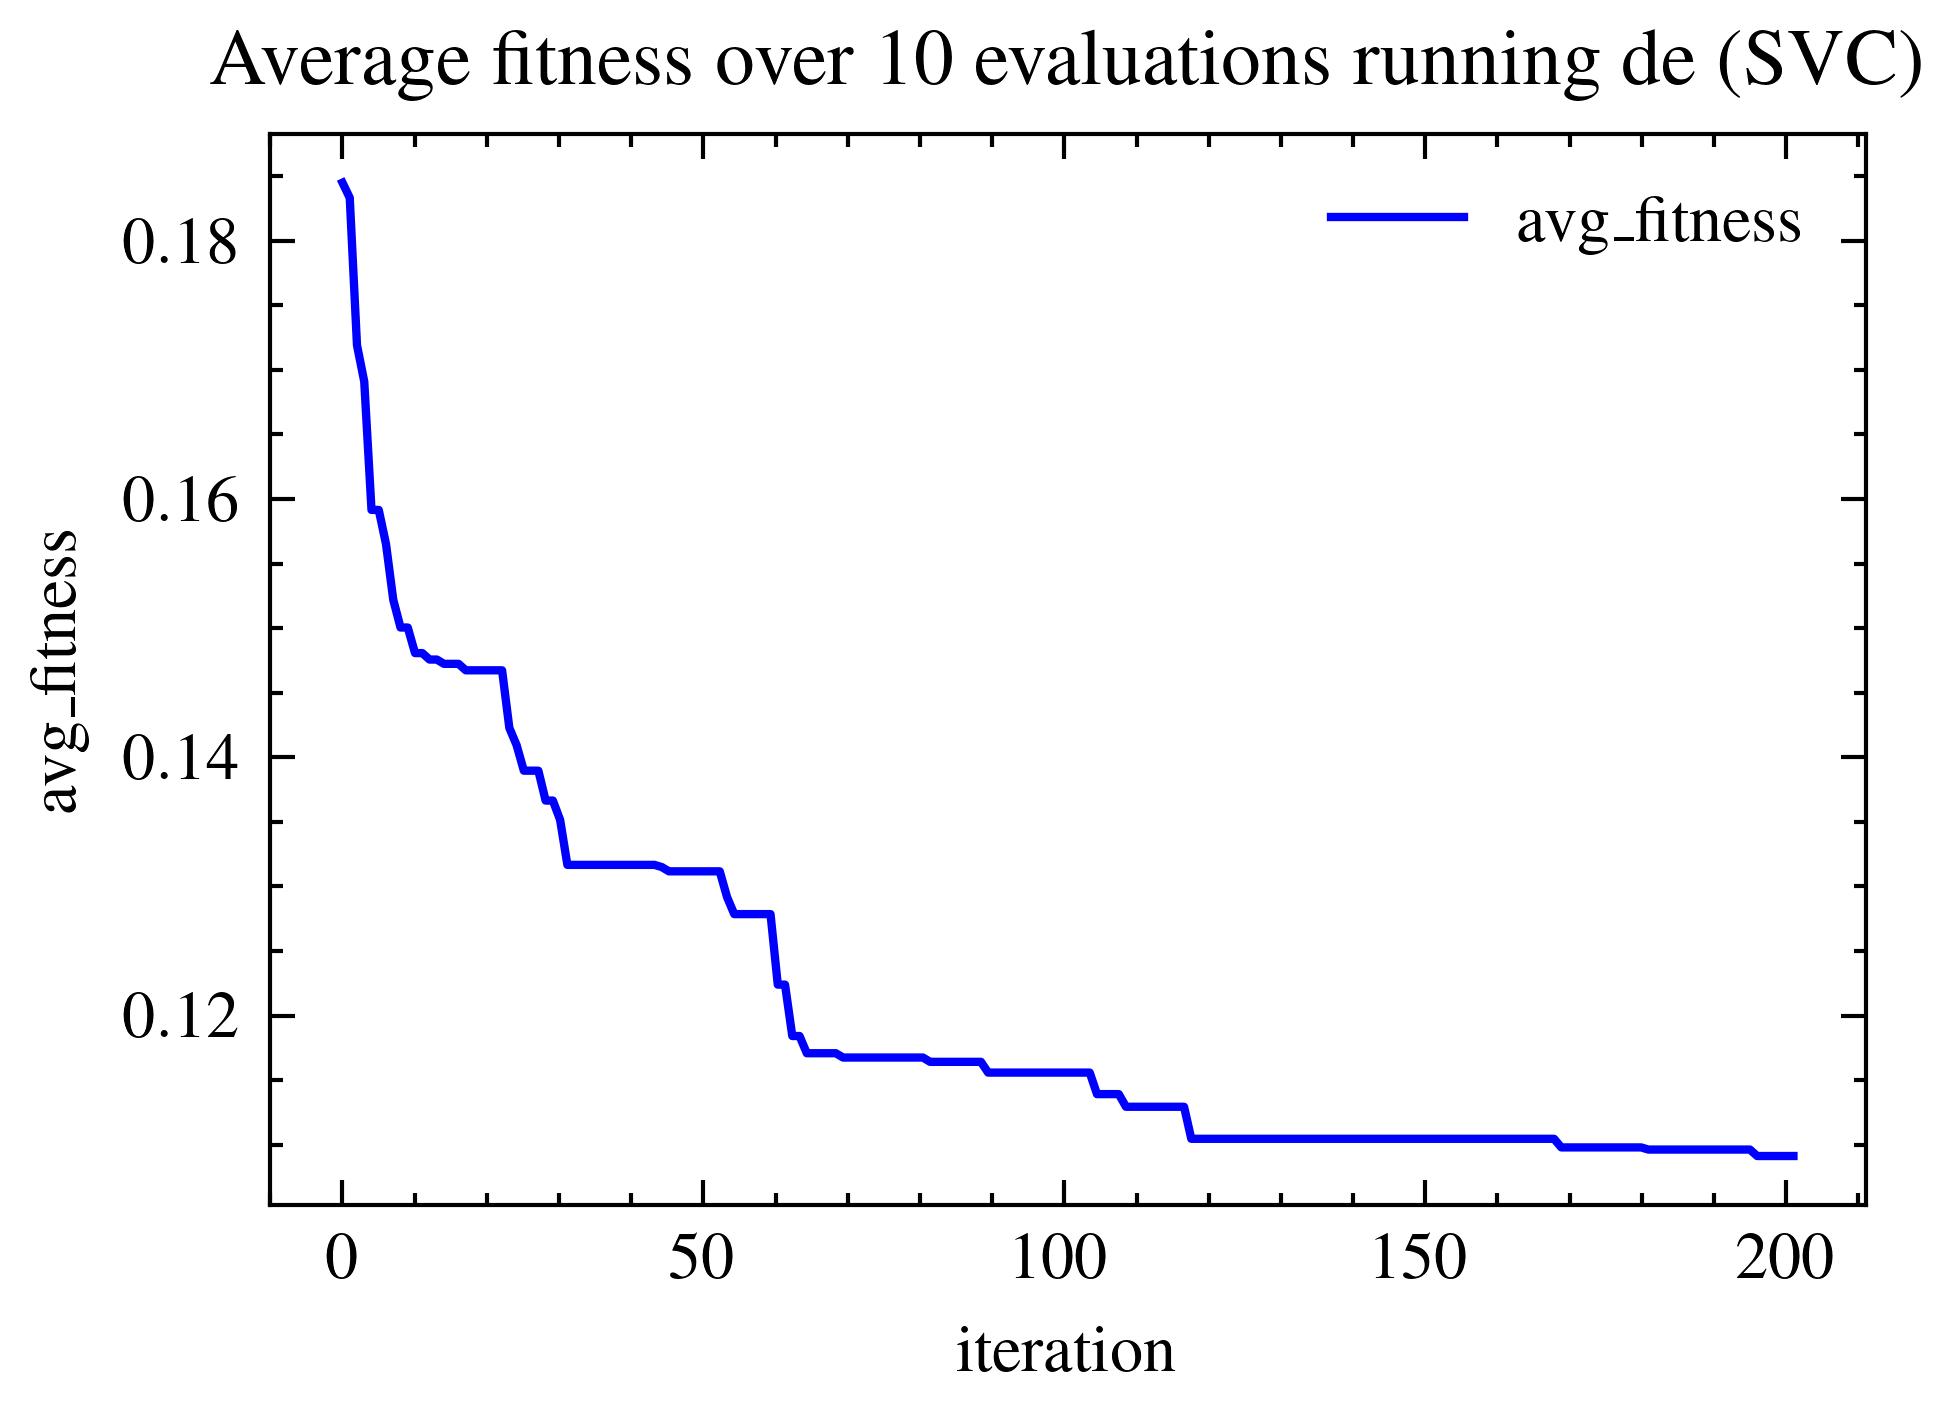 Average fitness over 10 evaluations running de (SVC)
avg_fitness
0.18
0.16
0.14
0.12
avg_fitness
0 50 100 150 200
iteration